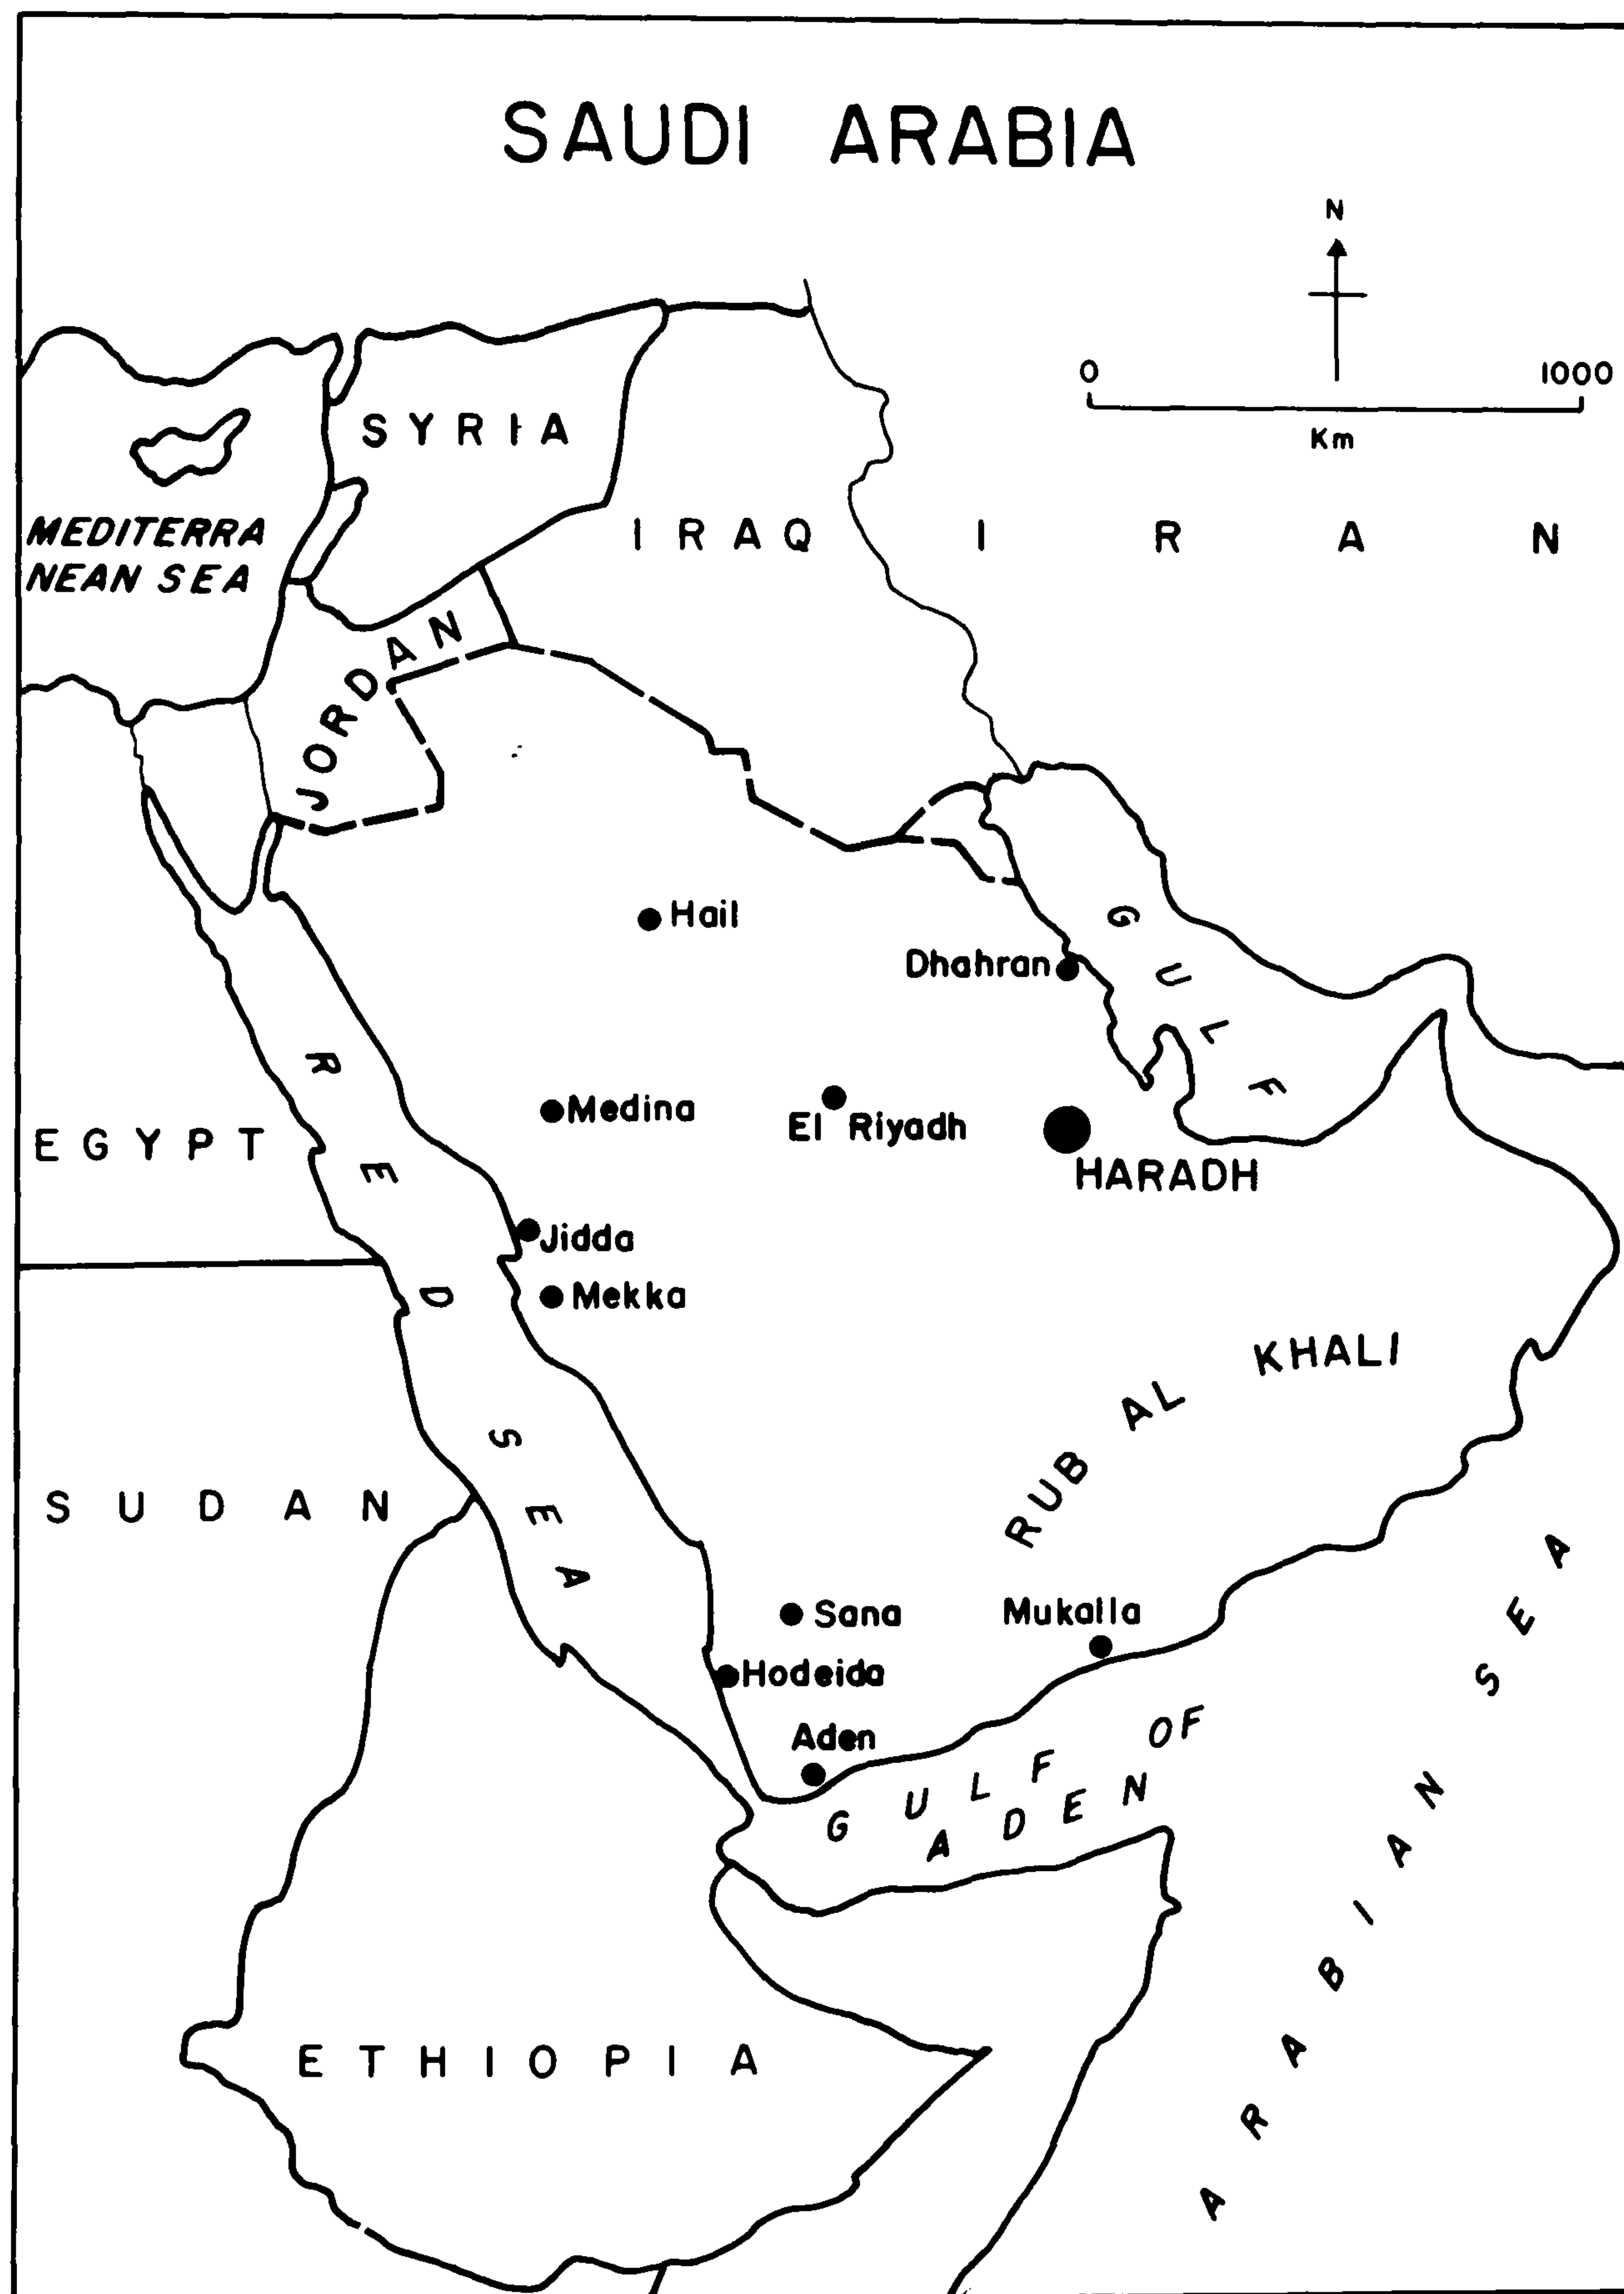 SAUDI ARABIA
N
0 1000
Km
SYRIA
MEDITERRA
NEAN SEA
IRAQ
IRAN
JORDAN
Hail
GULF
Dhahran
RED SEA
Medina
El Riyadh
EGYPT
HARADH
Jidda
Mekka
RUB AL KHALI
SUDAN
Sana
Mukalla
Hodeida
Aden
GULF OF
ADEN
ARABIAN SEA
ETHIOPIA